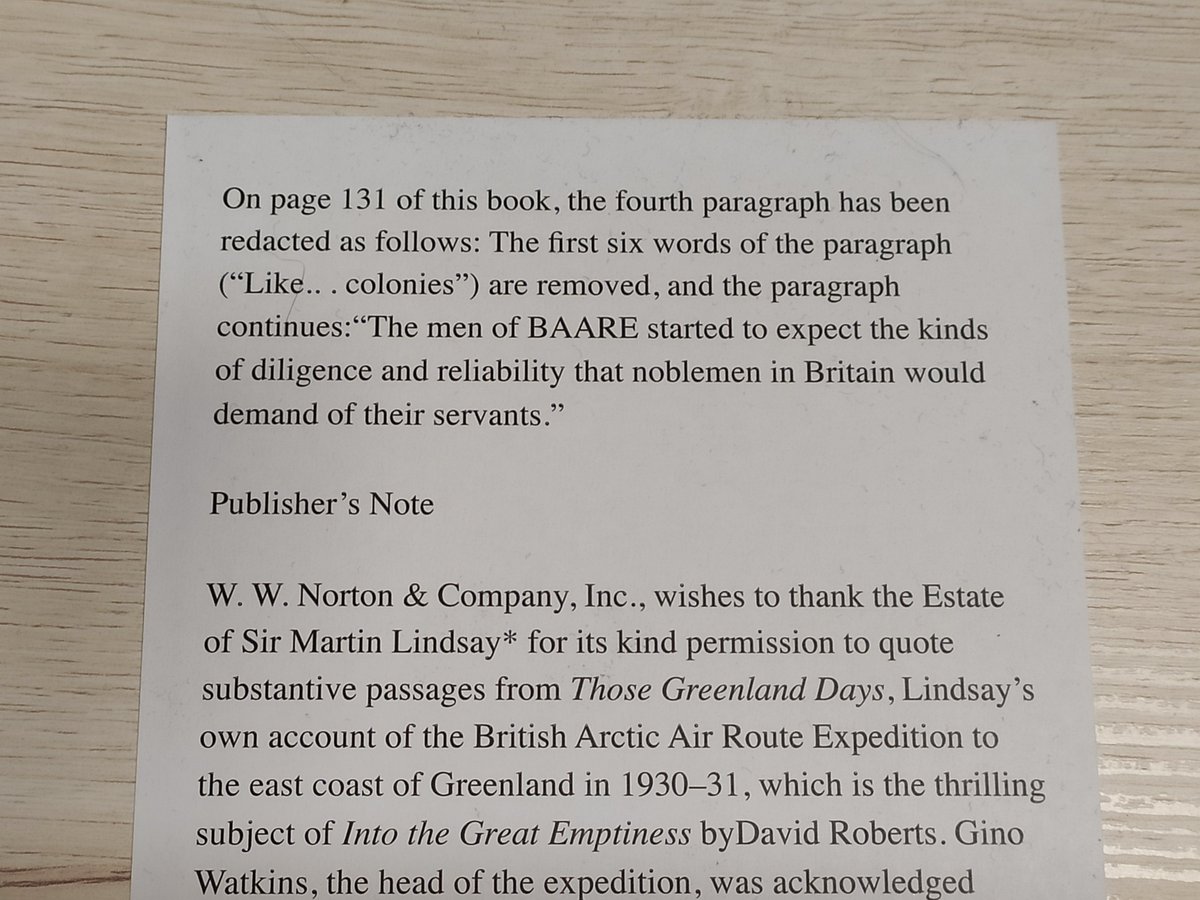 On page 131 of this book, the fourth paragraph has been
redacted as follows: The first six words of the paragraph
(“Like.. . colonies”) are removed, and the paragraph
continues:“The men of BAARE started to expect the kinds
of diligence and reliability that noblemen in Britain would
demand of their servants.”
Publisher’s Note
W. W. Norton & Company, Inc., wishes to thank the Estate
of Sir Martin Lindsay* for its kind permission to quote
substantive passages from Those Greenland Days, Lindsay’s
own account of the British Arctic Air Route Expedition to
the east coast of Greenland in 1930–31, which is the thrilling
subject of Into the Great Emptiness byDavid Roberts. Gino
Watkins, the head of the expedition, was acknowledged